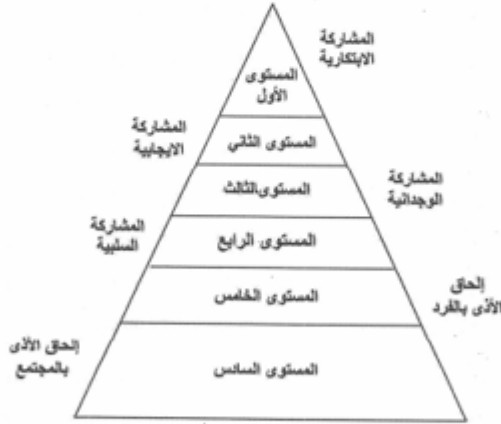 المشاركة
الابتكارية
المستوى
الأول
المشاركة
الايجابية
المستوى الثاني
المشاركة
الوجدانية
المستوى الثالث
المشاركة
السلبية
المستوى الرابع
إلحاق
الأذى بالفرد
المستوى الخامس
إلحاق الأذى
بالمجتمع
المستوى السادس